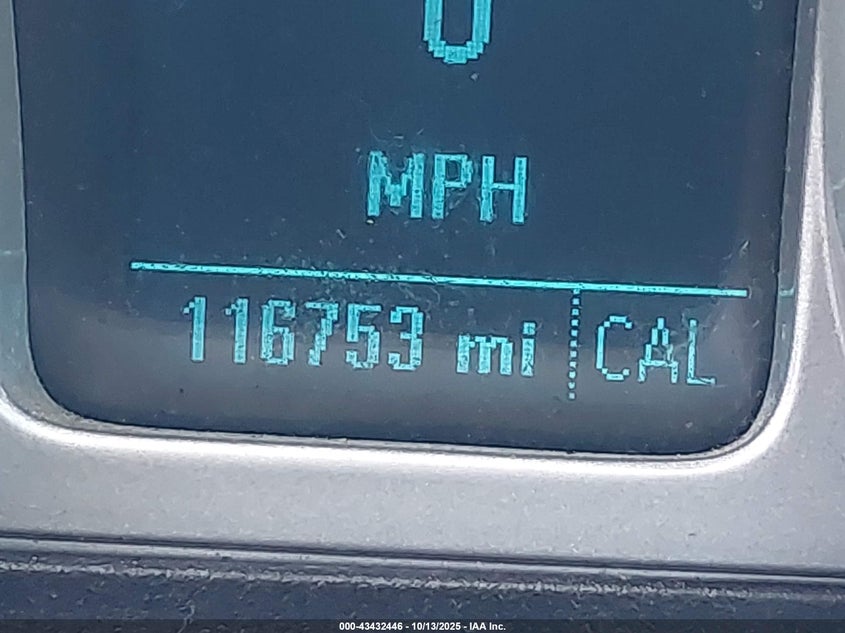 0
MPH
116753 mi CAL
000-43432446 - 10/13/2025 - IAA Inc.